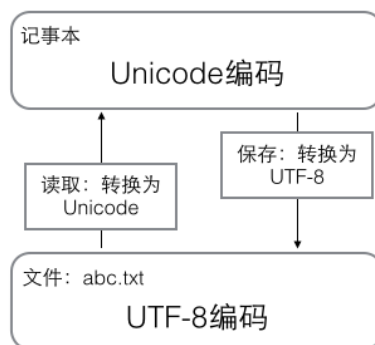 记事本
Unicode编码
读取：转换为
Unicode
保存：转换为
UTF-8
文件：abc.txt
UTF-8编码